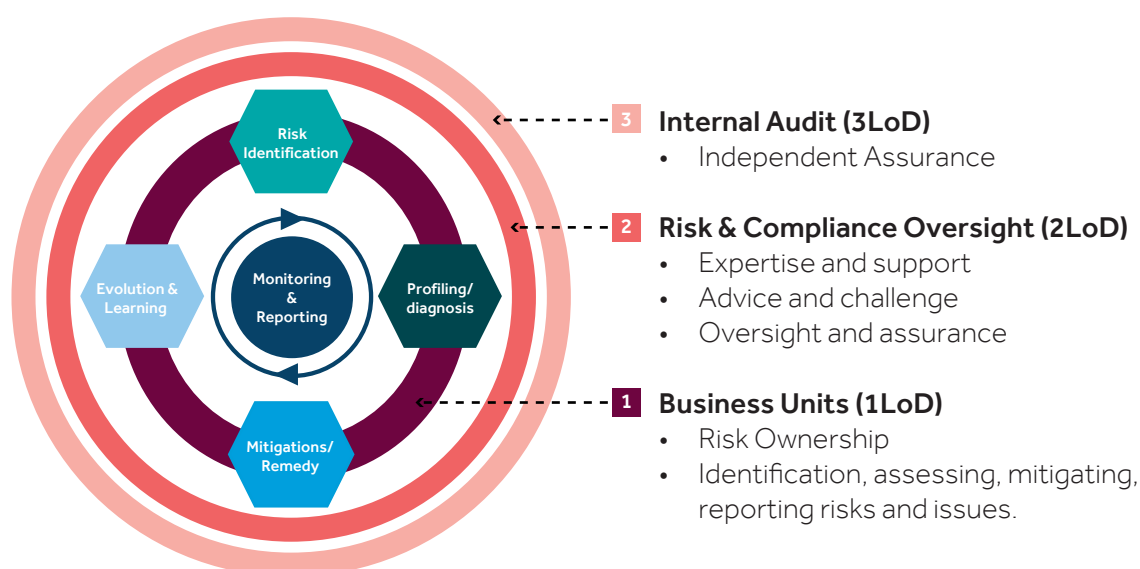 Risk
Identification
Evolution &
Learning
Monitoring
&
Reporting
Profiling/
diagnosis
Mitigations/
Remedy
3 Internal Audit (3LoD)
• Independent Assurance
2 Risk & Compliance Oversight (2LoD)
• Expertise and support
• Advice and challenge
• Oversight and assurance
1 Business Units (1LoD)
• Risk Ownership
• Identification, assessing, mitigating,
reporting risks and issues.